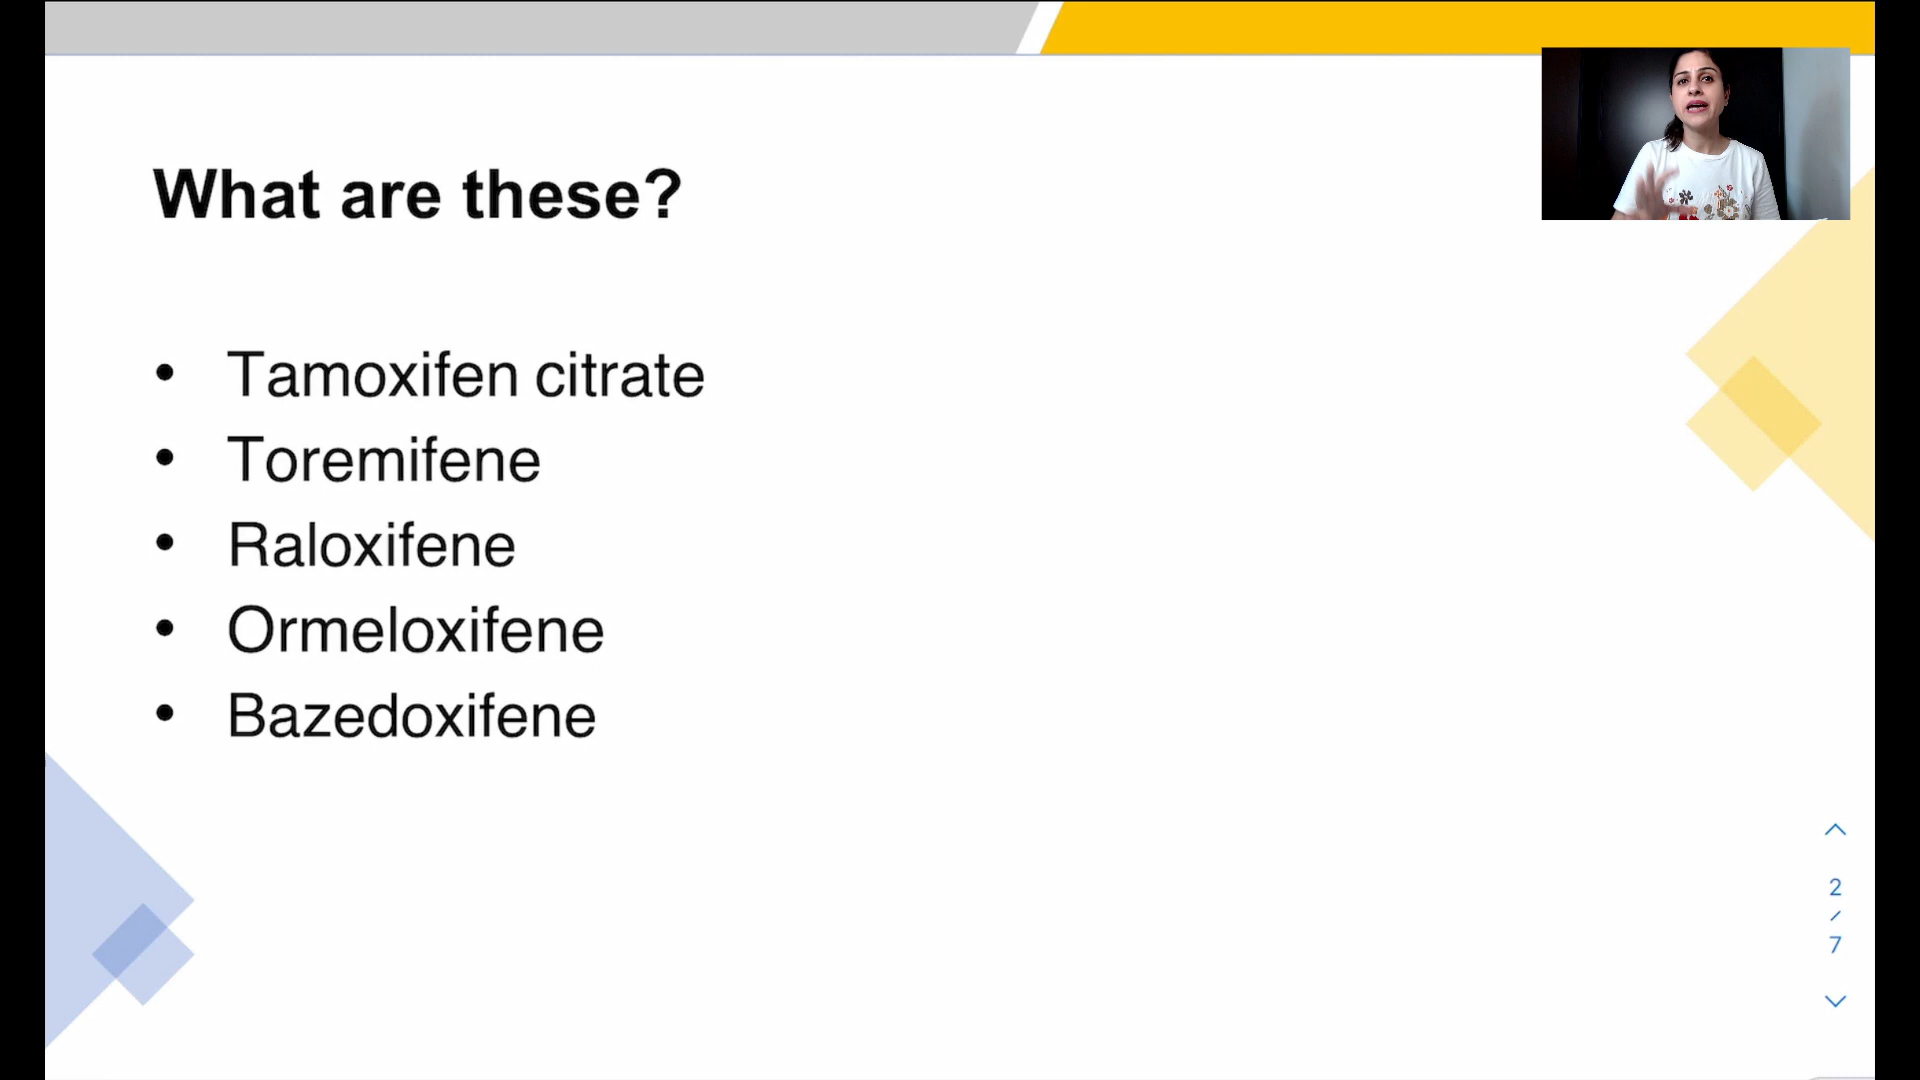 What are these?
• Tamoxifen citrate
• Toremifene
• Raloxifene
• Ormeloxifene
• Bazedoxifene
2
/
7